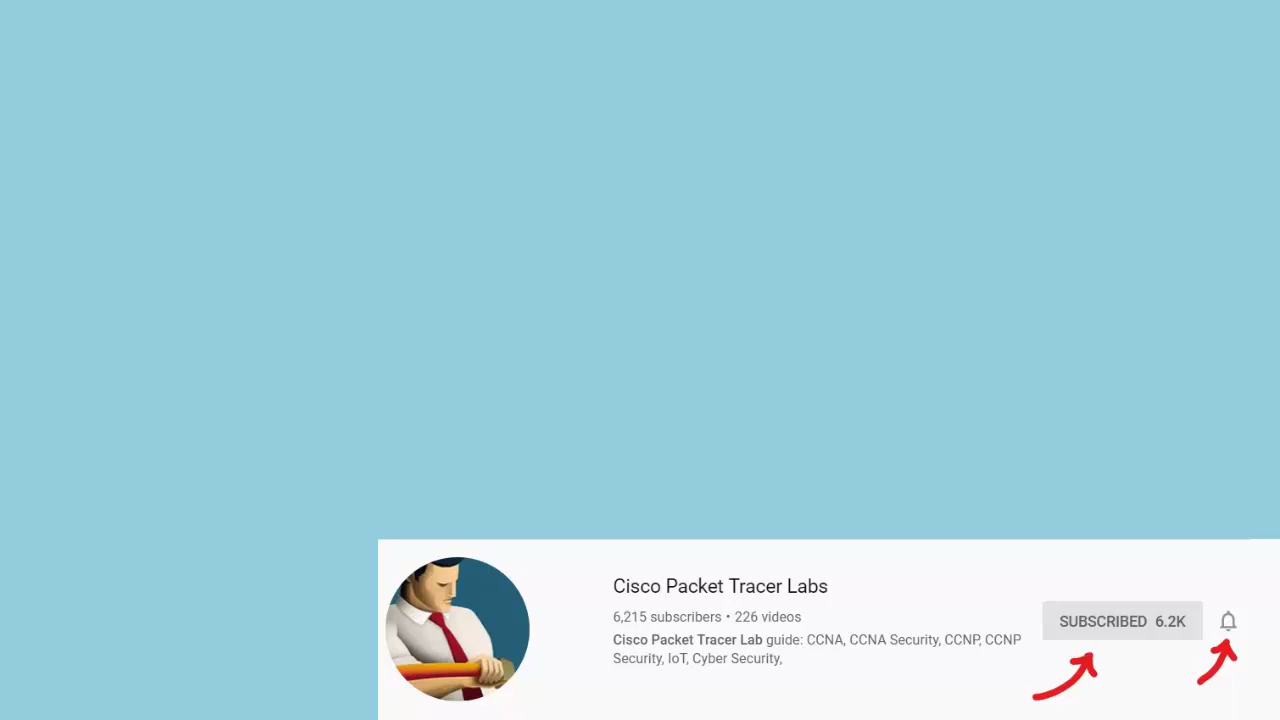 Cisco Packet Tracer Labs
6,215 subscribers • 226 videos
Cisco Packet Tracer Lab guide: CCNA, CCNA Security, CCNP, CCNP
Security, IoT, Cyber Security,
SUBSCRIBED 6.2K